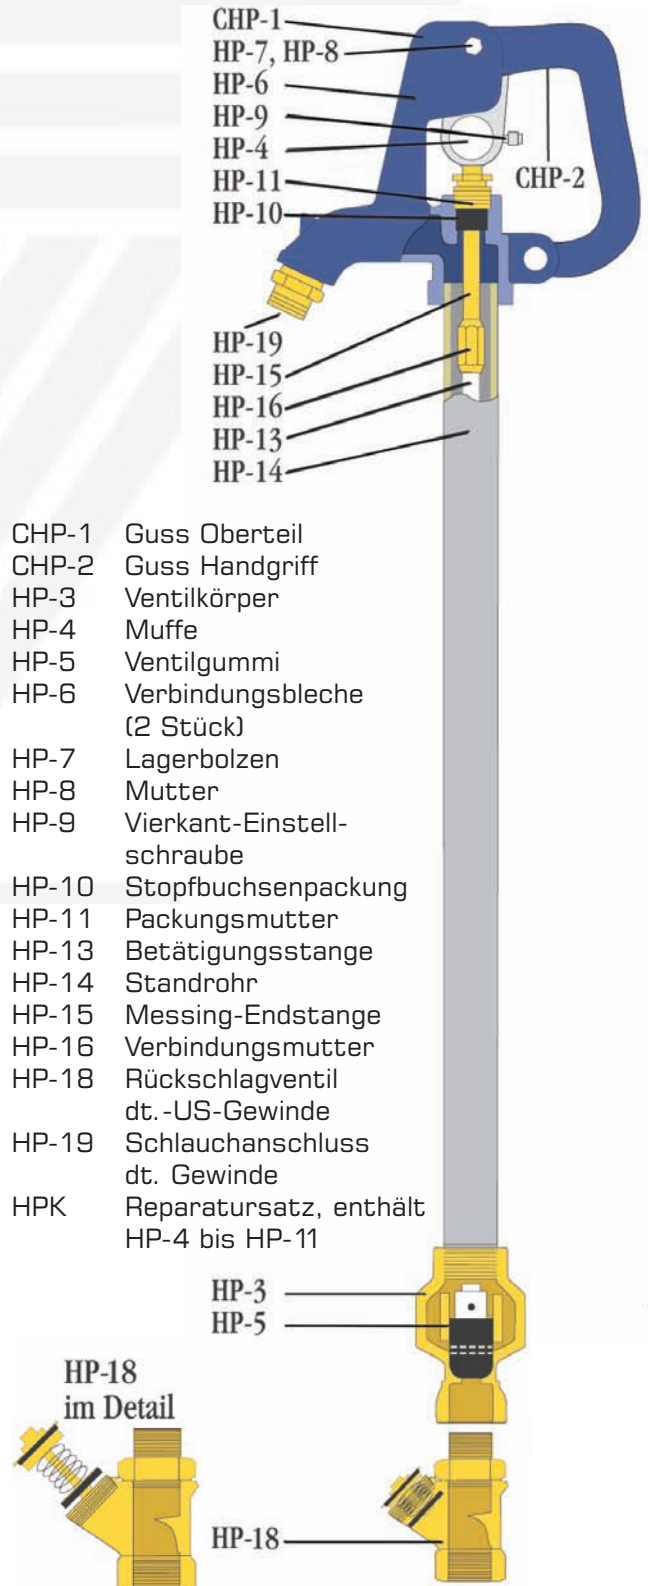 CHP-1
HP-7, HP-8
HP-6
HP-9
HP-4
HP-11
HP-10
CHP-2
HP-19
HP-15
HP-16
HP-13
HP-14
CHP-1 Guss Oberteil
CHP-2 Guss Handgriff
HP-3 Ventilkörper
HP-4 Muffe
HP-5 Ventilgummi
HP-6 Verbindungsbleche
(2 Stück)
HP-7 Lagerbolzen
HP-8 Mutter
HP-9 Vierkant-Einstell-
schraube
HP-10 Stopfbuchsenpackung
HP-11 Packungsmutter
HP-13 Betätigungsstange
HP-14 Standrohr
HP-15 Messing-Endstange
HP-16 Verbindungsmutter
HP-18 Rückschlagventil
dt.-US-Gewinde
HP-19 Schlauchanschluss
dt. Gewinde
HPK Reparatursatz, enthält
HP-4 bis HP-11
HP-3
HP-5
HP-18
im Detail
HP-18